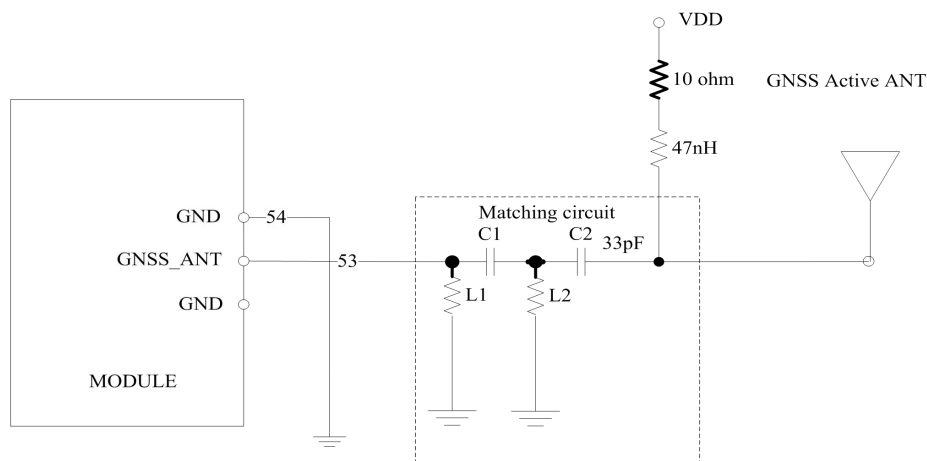 VDD
10 ohm
GNSS Active ANT
47nH
GND
54
Matching circuit
C1
C2
33pF
GNSS_ANT
53
L1
L2
GND
MODULE